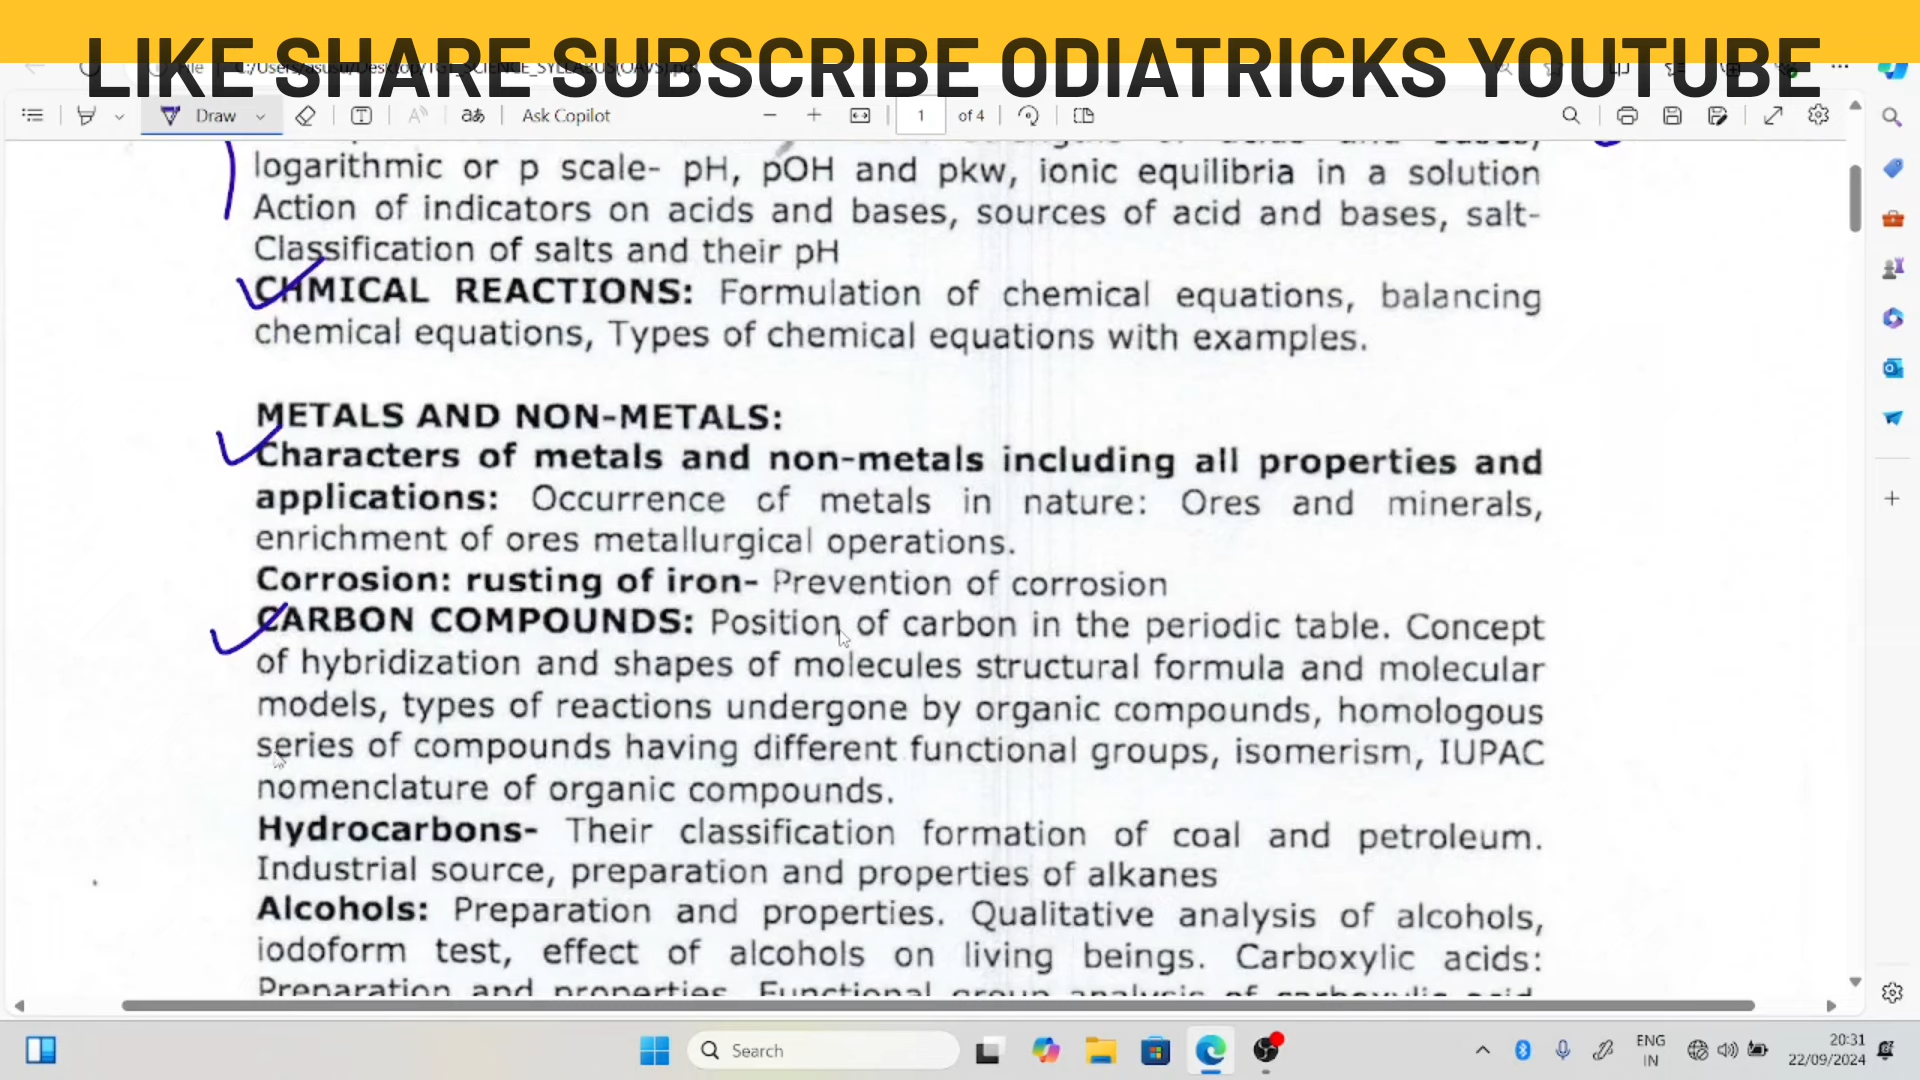 LIKE SHARE SUBSCRIBE ODIATRICKS YOUTUBE
Draw
Ask Copilot
1 of 4
logarithmic or p scale- pH, pOH and pkw, ionic equilibria in a solution
Action of indicators on acids and bases, sources of acid and bases, salt-
Classification of salts and their pH
CHMICAL REACTIONS: Formulation of chemical equations, balancing
chemical equations, Types of chemical equations with examples.
METALS AND NON-METALS:
Characters of metals and non-metals including all properties and
applications: Occurrence of metals in nature: Ores and minerals,
enrichment of ores metallurgical operations.
Corrosion: rusting of iron- Prevention of corrosion
CARBON COMPOUNDS: Position of carbon in the periodic table. Concept
of hybridization and shapes of molecules structural formula and molecular
models, types of reactions undergone by organic compounds, homologous
series of compounds having different functional groups, isomerism, IUPAC
nomenclature of organic compounds.
Hydrocarbons- Their classification formation of coal and petroleum.
Industrial source, preparation and properties of alkanes
Alcohols: Preparation and properties. Qualitative analysis of alcohols,
iodoform test, effect of alcohols on living beings. Carboxylic acids:
Preparation and properties. Functional group analysis of carboxylic acid
Search
ENG
IN
20:31
22/09/2024